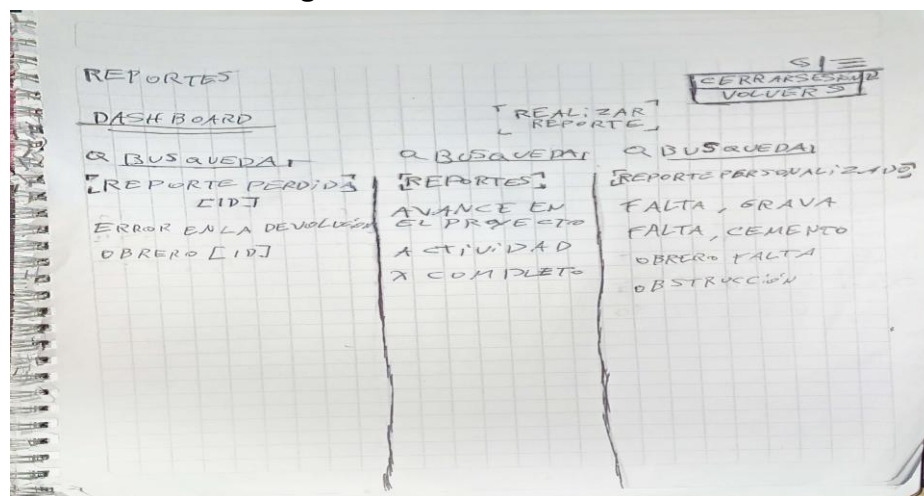 REPORTES
CERRAR SESION
VOLVER S
DASHBOARD
[REALIZAR
REPORTE]
Q BUSQUEDA
[REPORTE PERDIDA]
[ID]
ERROR EN LA DEVOLUCIÓN
OBRERO [ID]
Q BUSQUEDA
[REPORTES]
AVANCE EN
EL PROYECTO
ACTIVIDAD
X COMPLETO
Q BUSQUEDA
[REPORTE PERSONALIZADO]
FALTA, GRAVA
FALTA, CEMENTO
OBRERO FALTA
OBSTRUCCIÓN